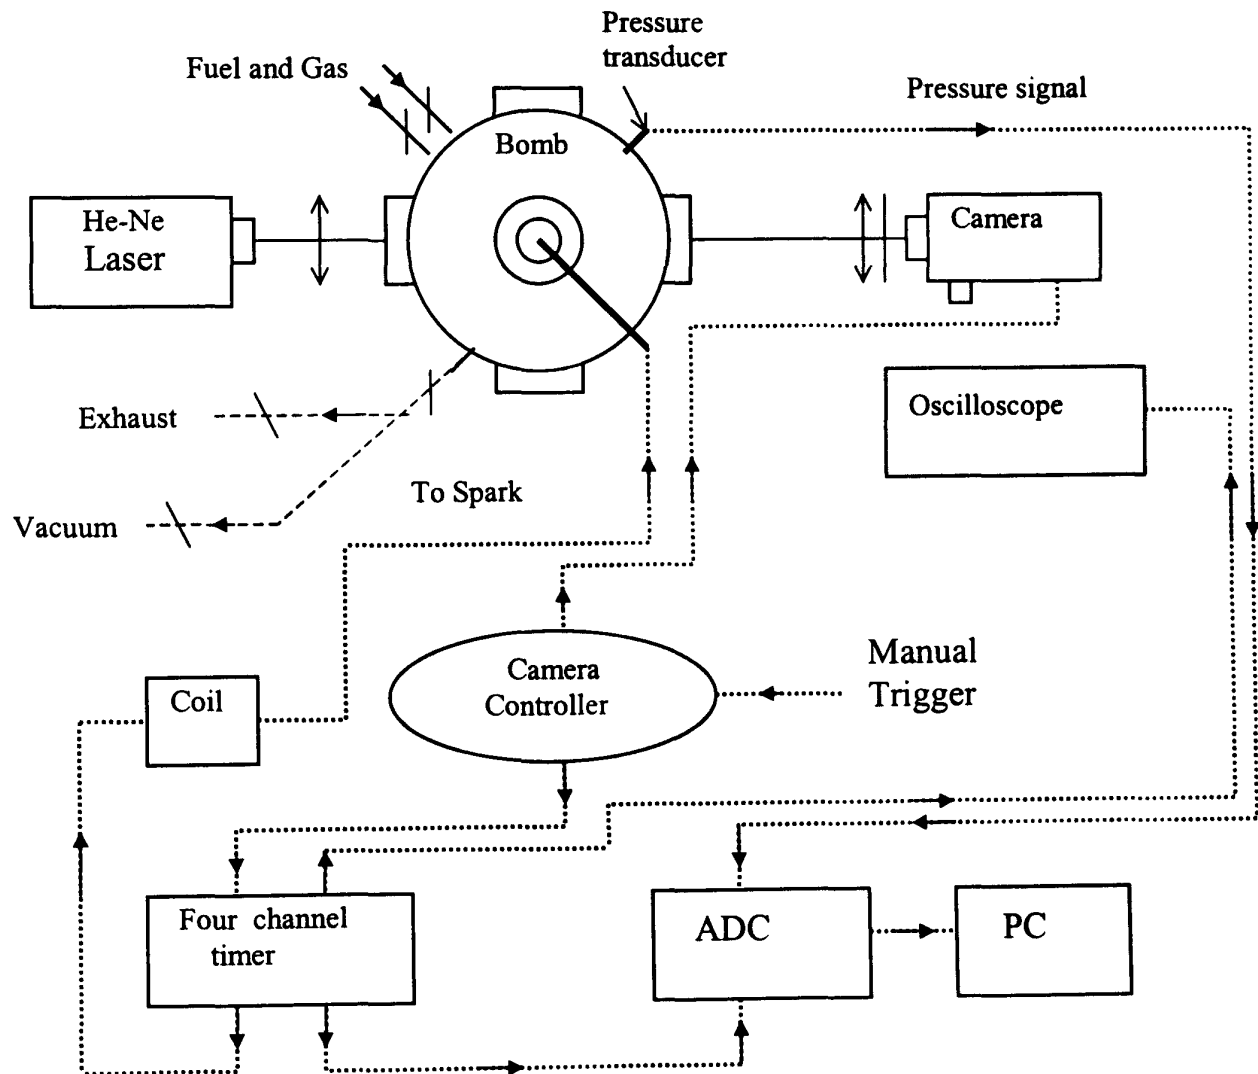 Pressure
transducer
Fuel and Gas
Pressure signal
Bomb
He-Ne
Laser
Camera
Oscilloscope
Exhaust
To Spark
Vacuum
Manual
Trigger
Camera
Controller
Coil
Four channel
timer
ADC
PC